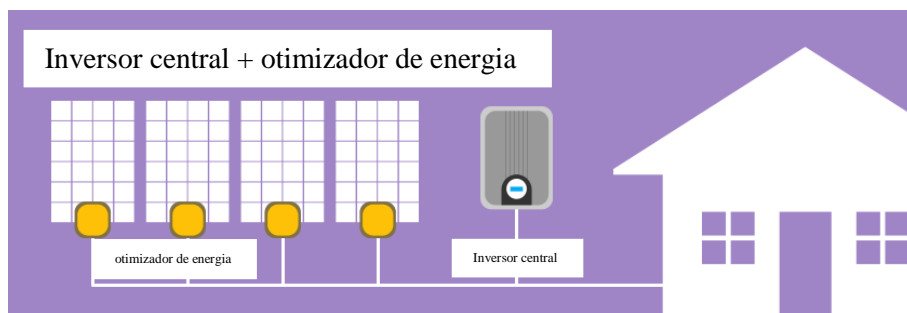 Inversor central + otimizador de energia
otimizador de energia
Inversor central